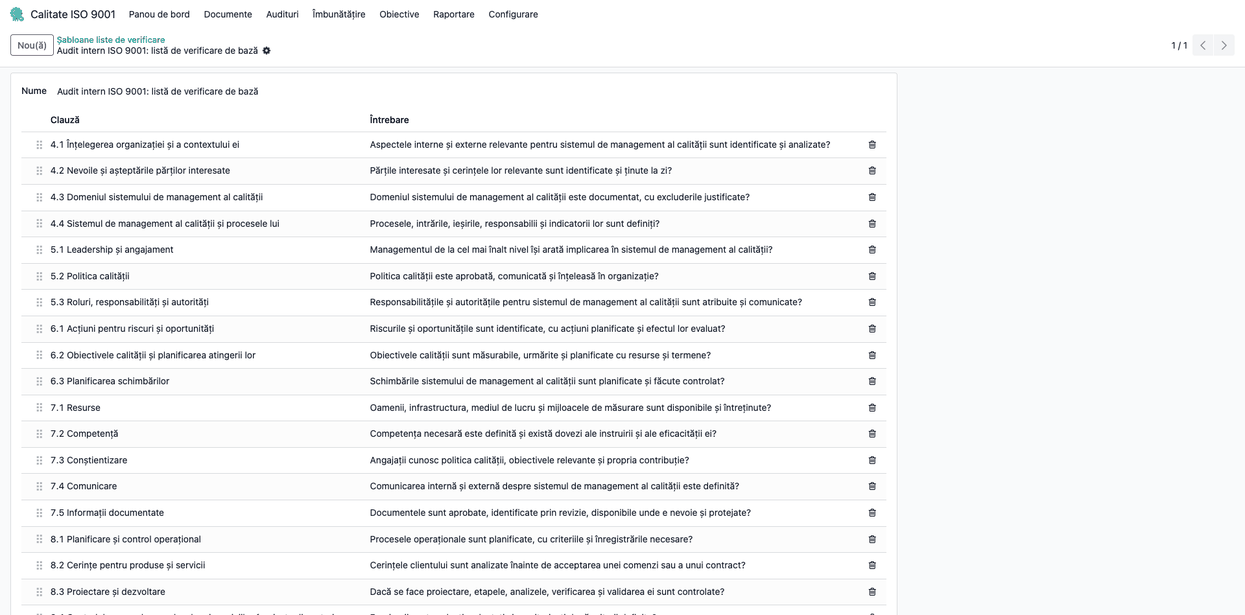 Calitate ISO 9001 Panou de bord Documente Audituri Îmbunătățire Obiective Raportare Configurare
Nou(ă)
Șabloane liste de verificare
Audit intern ISO 9001: listă de verificare de bază
1 / 1
Nume Audit intern ISO 9001: listă de verificare de bază
Clauză Întrebare
4.1 Înțelegerea organizației și a contextului ei Aspectele interne și externe relevante pentru sistemul de management al calității sunt identificate și analizate?
4.2 Nevoile și așteptările părților interesate Părțile interesate și cerințele lor relevante sunt identificate și ținute la zi?
4.3 Domeniul sistemului de management al calității Domeniul sistemului de management al calității este documentat, cu excluderile justificate?
4.4 Sistemul de management al calității și procesele lui Procesele, intrările, ieșirile, responsabilii și indicatorii lor sunt definiți?
5.1 Leadership și angajament Managementul de la cel mai înalt nivel își arată implicarea în sistemul de management al calității?
5.2 Politica calității Politica calității este aprobată, comunicată și înțeleasă în organizație?
5.3 Roluri, responsabilități și autorități Responsabilitățile și autoritățile pentru sistemul de management al calității sunt atribuite și comunicate?
6.1 Acțiuni pentru riscuri și oportunități Riscurile și oportunitățile sunt identificate, cu acțiuni planificate și efectul lor evaluat?
6.2 Obiectivele calității și planificarea atingerii lor Obiectivele calității sunt măsurabile, urmărite și planificate cu resurse și termene?
6.3 Planificarea schimbărilor Schimbările sistemului de management al calității sunt planificate și făcute controlat?
7.1 Resurse Oamenii, infrastructura, mediul de lucru și mijloacele de măsurare sunt disponibile și întreținute?
7.2 Competență Competența necesară este definită și există dovezi ale instruirii și ale eficacității ei?
7.3 Conștientizare Angajații cunosc politica calității, obiectivele relevante și propria contribuție?
7.4 Comunicare Comunicarea internă și externă despre sistemul de management al calității este definită?
7.5 Informații documentate Documentele sunt aprobate, identificate prin revizie, disponibile unde e nevoie și protejate?
8.1 Planificare și control operațional Procesele operaționale sunt planificate, cu criteriile și înregistrările necesare?
8.2 Cerințe pentru produse și servicii Cerințele clientului sunt analizate înainte de acceptarea unei comenzi sau a unui contract?
8.3 Proiectare și dezvoltare Dacă se face proiectare, etapele, analizele, verificarea și validarea ei sunt controlate?